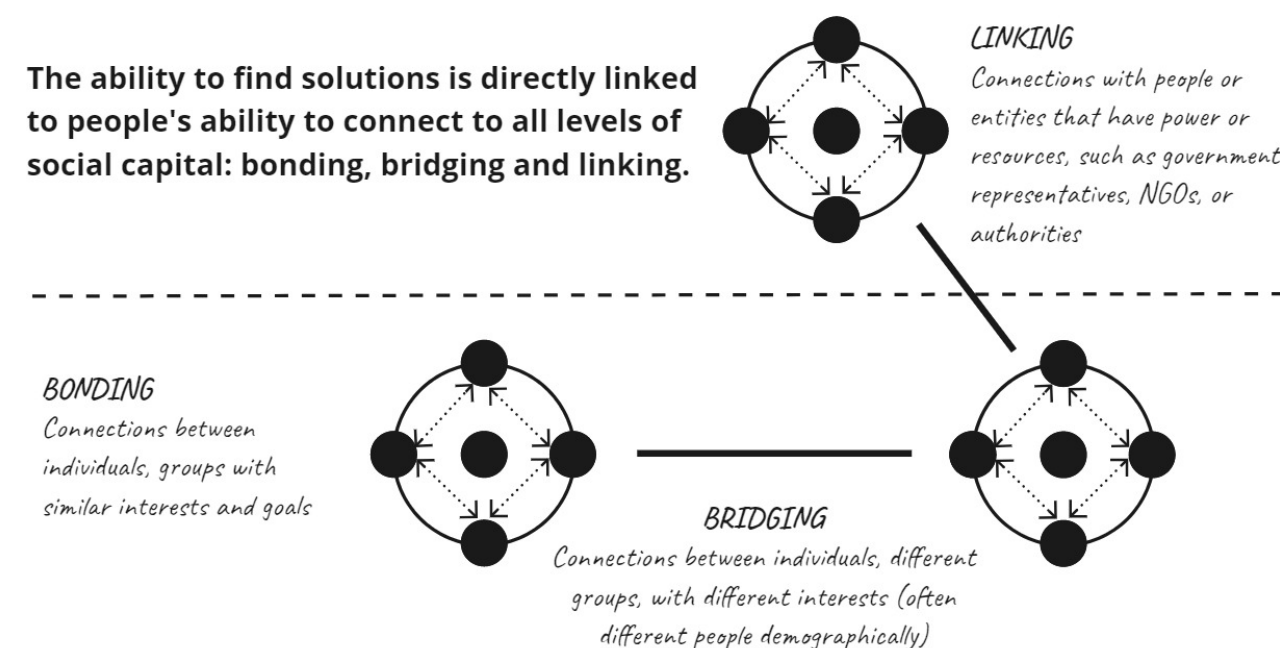 The ability to find solutions is directly linked
to people's ability to connect to all levels of
social capital: bonding, bridging and linking.
LINKING
Connections with people or
entities that have power or
resources, such as government
representatives, NGOs, or
authorities
BONDING
Connections between
individuals, groups with
similar interests and goals
BRIDGING
Connections between individuals, different
groups, with different interests (often
different people demographically)